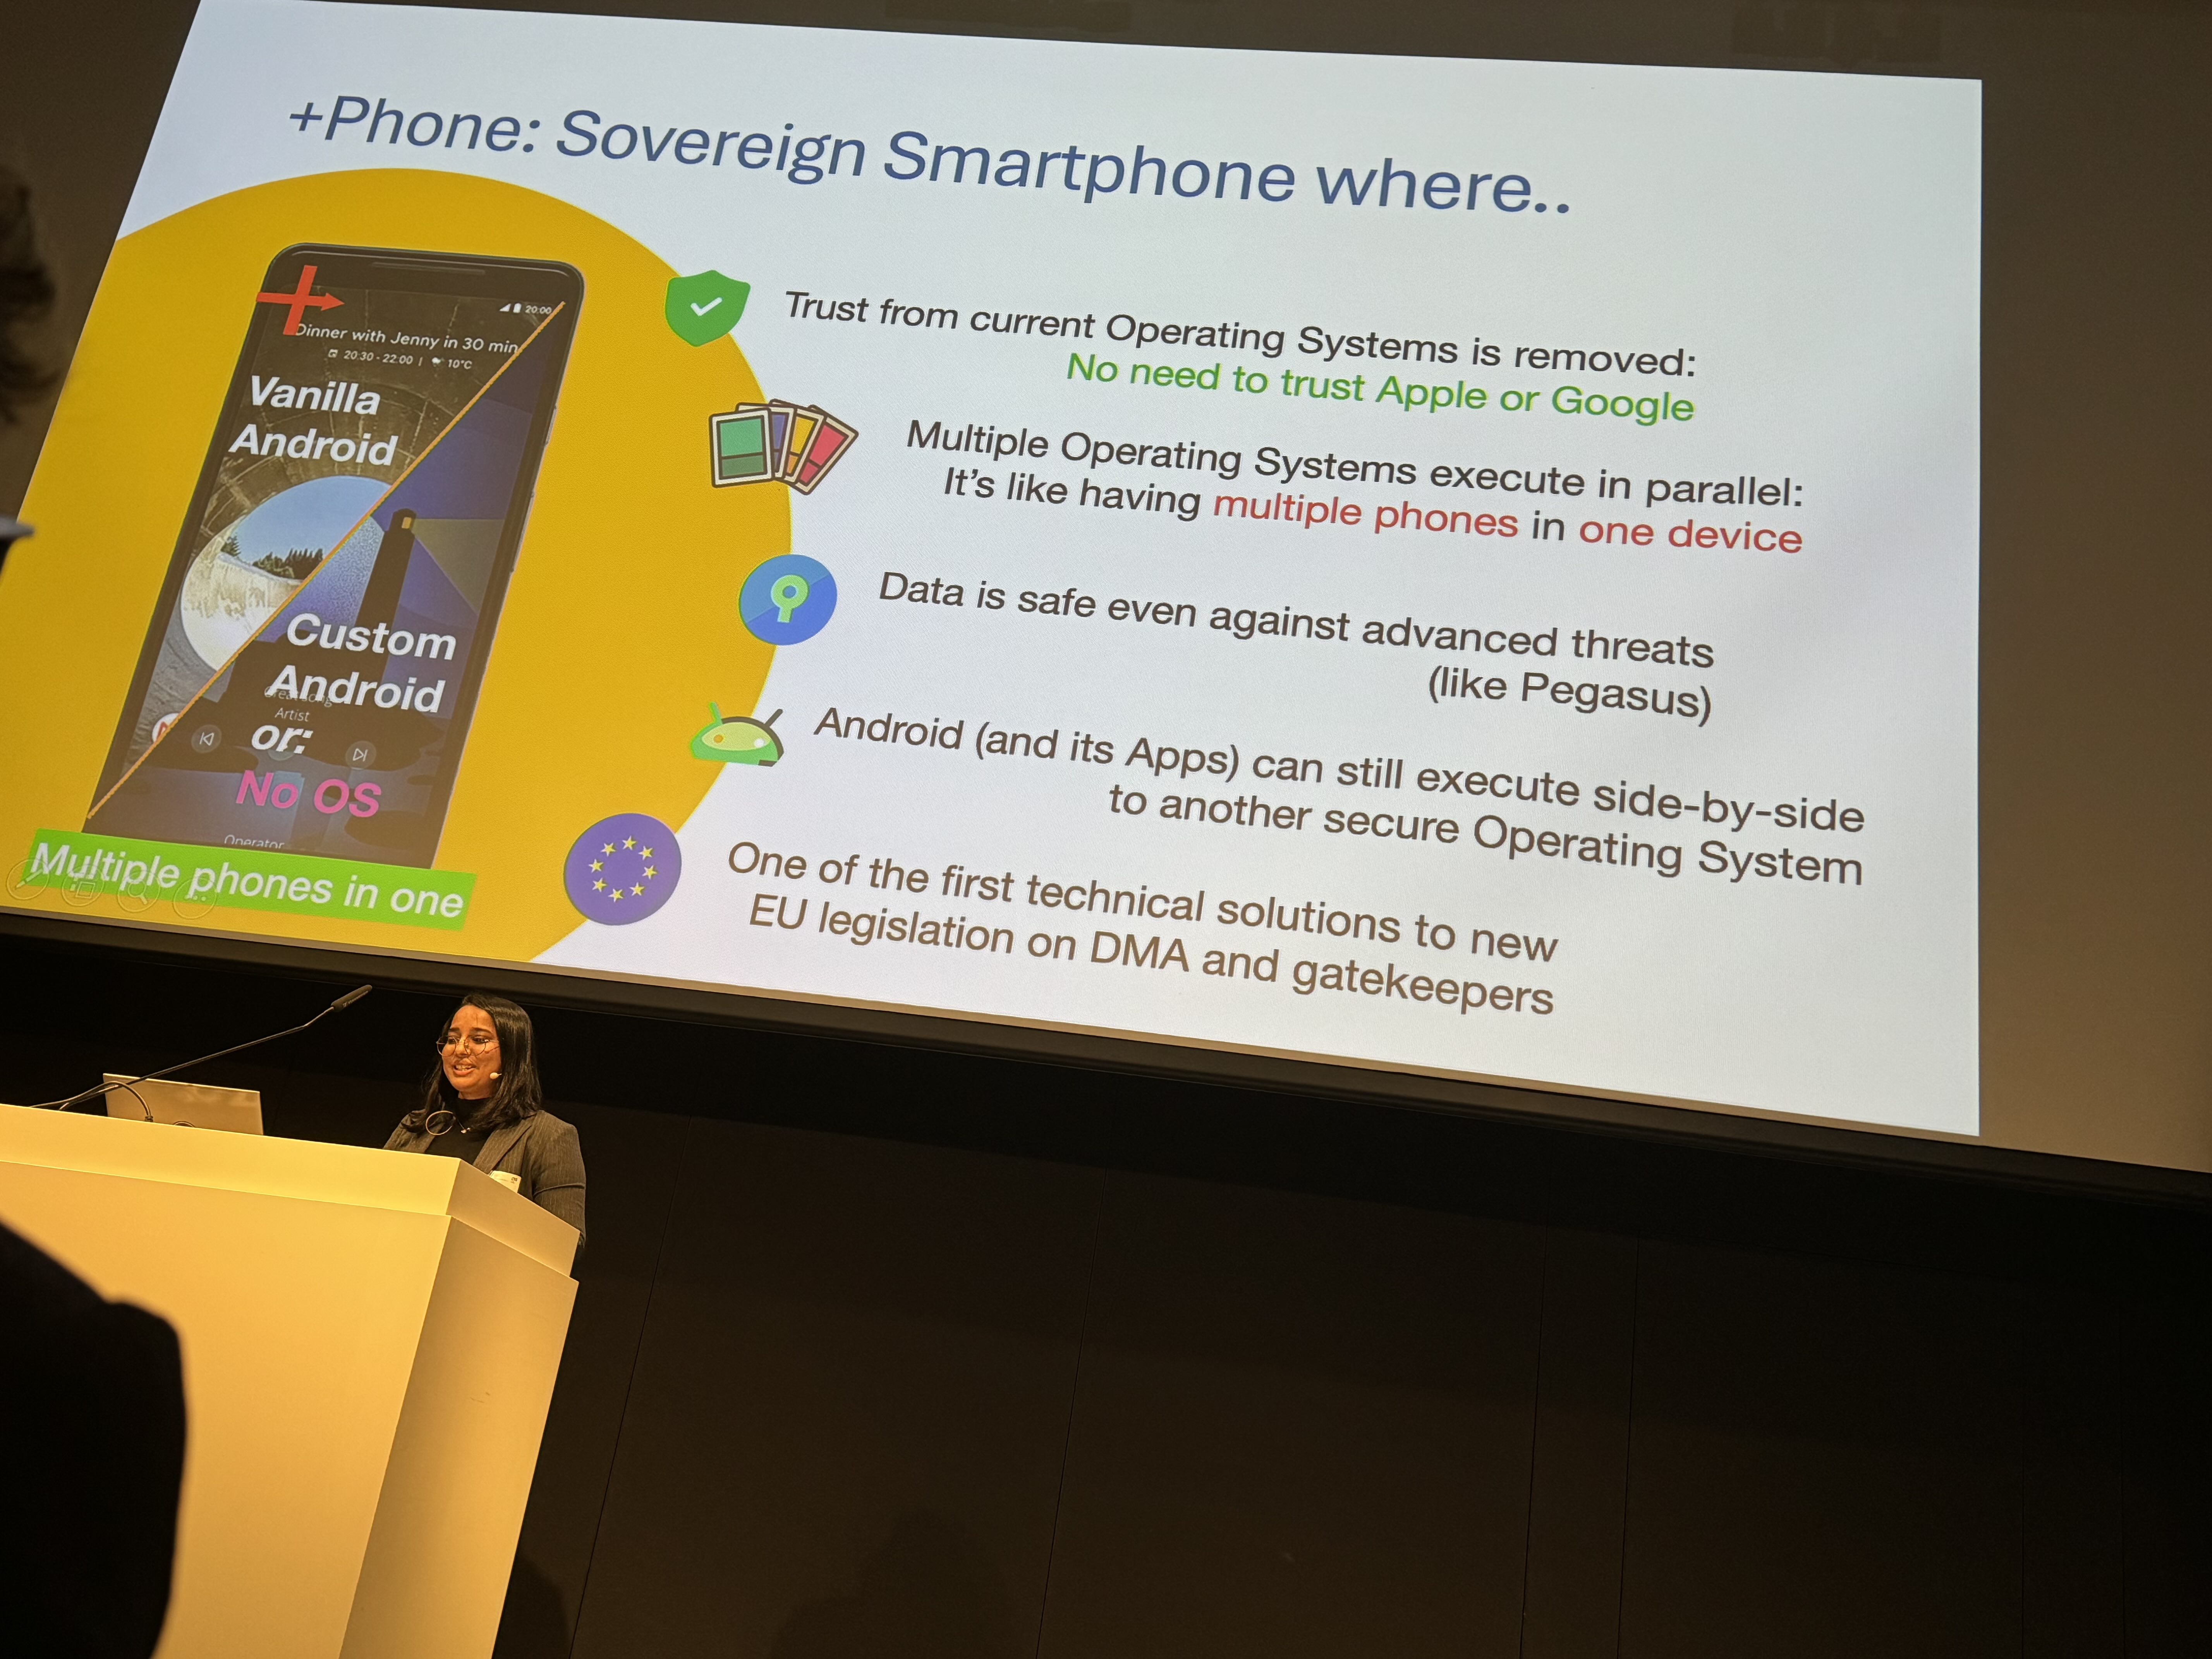 +Phone: Sovereign Smartphone where..
20:00
Dinner with Jenny in 30 min
20:30 - 22:00 | 10°C
Vanilla
Android
Custom
Android
Artist
or:
No OS
Operator
Multiple phones in one
Trust from current Operating Systems is removed:
No need to trust Apple or Google
Multiple Operating Systems execute in parallel:
It's like having multiple phones in one device
Data is safe even against advanced threats
(like Pegasus)
Android (and its Apps) can still execute side-by-side
to another secure Operating System
One of the first technical solutions to new
EU legislation on DMA and gatekeepers